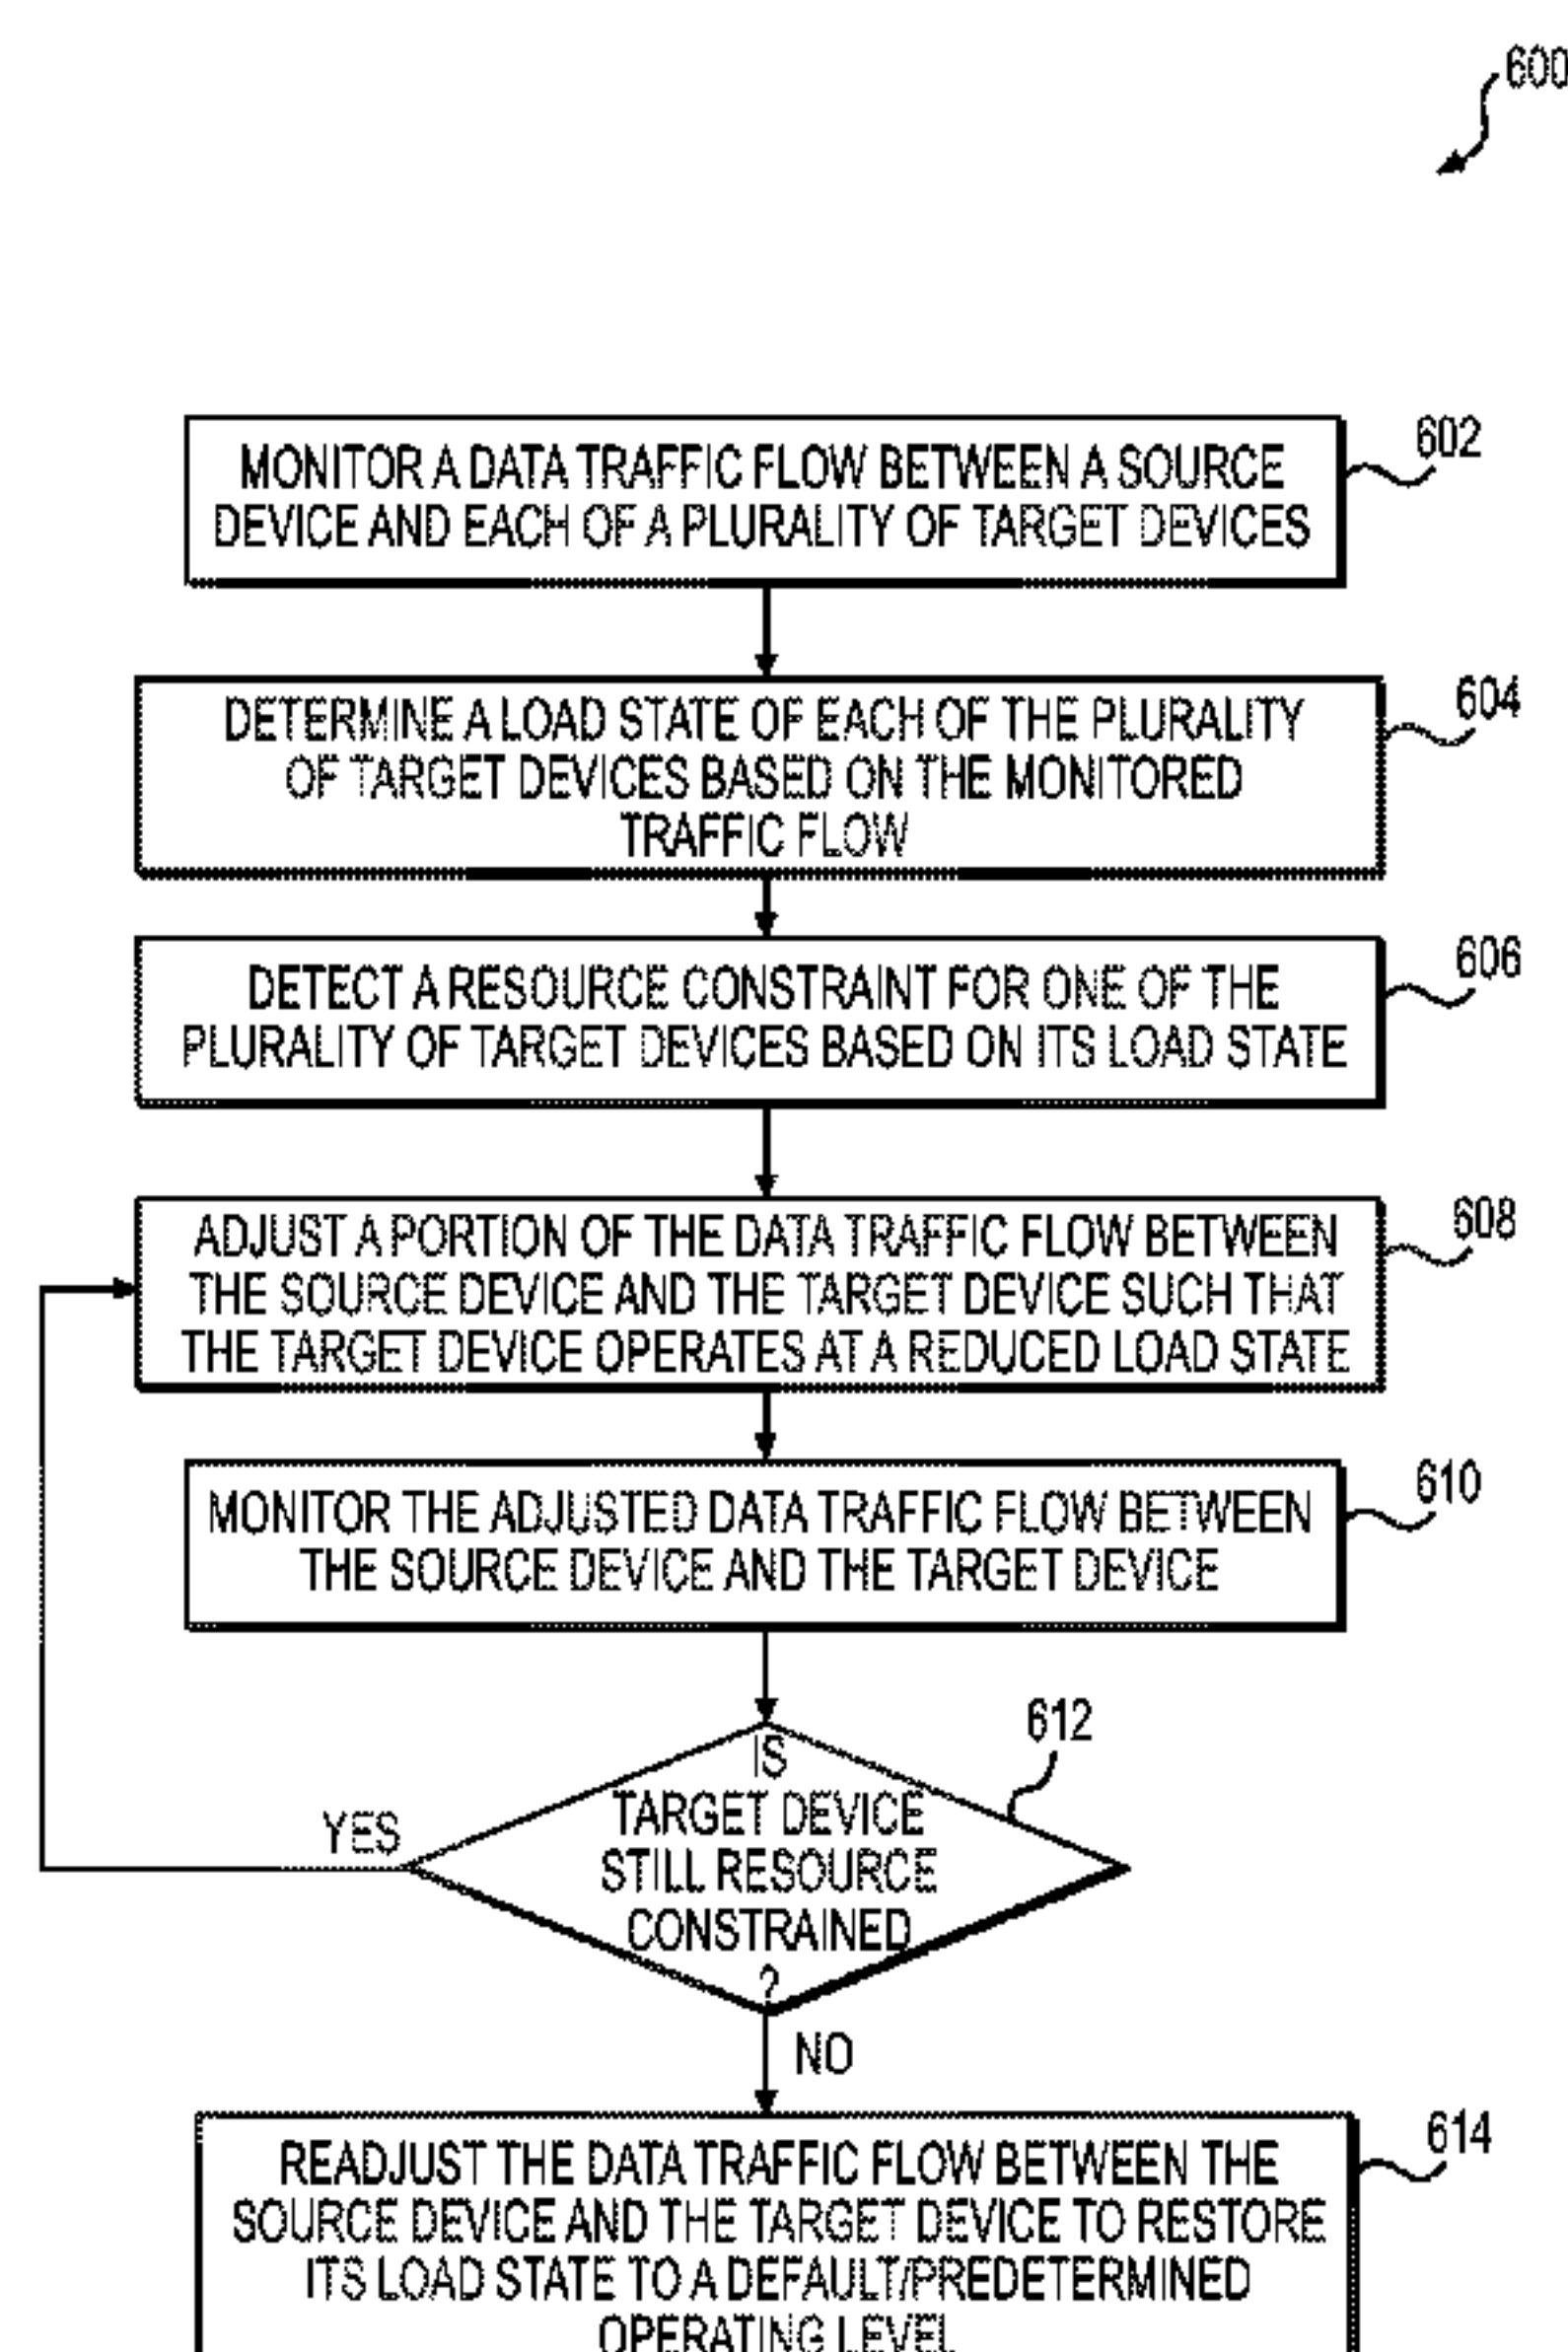 600
MONITOR A DATA TRAFFIC FLOW BETWEEN A SOURCE
DEVICE AND EACH OF A PLURALITY OF TARGET DEVICES
602
DETERMINE A LOAD STATE OF EACH OF THE PLURALITY
OF TARGET DEVICES BASED ON THE MONITORED
TRAFFIC FLOW
604
DETECT A RESOURCE CONSTRAINT FOR ONE OF THE
PLURALITY OF TARGET DEVICES BASED ON ITS LOAD STATE
606
ADJUST A PORTION OF THE DATA TRAFFIC FLOW BETWEEN
THE SOURCE DEVICE AND THE TARGET DEVICE SUCH THAT
THE TARGET DEVICE OPERATES AT A REDUCED LOAD STATE
608
MONITOR THE ADJUSTED DATA TRAFFIC FLOW BETWEEN
THE SOURCE DEVICE AND THE TARGET DEVICE
610
IS
TARGET DEVICE
STILL RESOURCE
CONSTRAINED
?
612
YES
NO
READJUST THE DATA TRAFFIC FLOW BETWEEN THE
SOURCE DEVICE AND THE TARGET DEVICE TO RESTORE
ITS LOAD STATE TO A DEFAULT/PREDETERMINED
OPERATING LEVEL
614